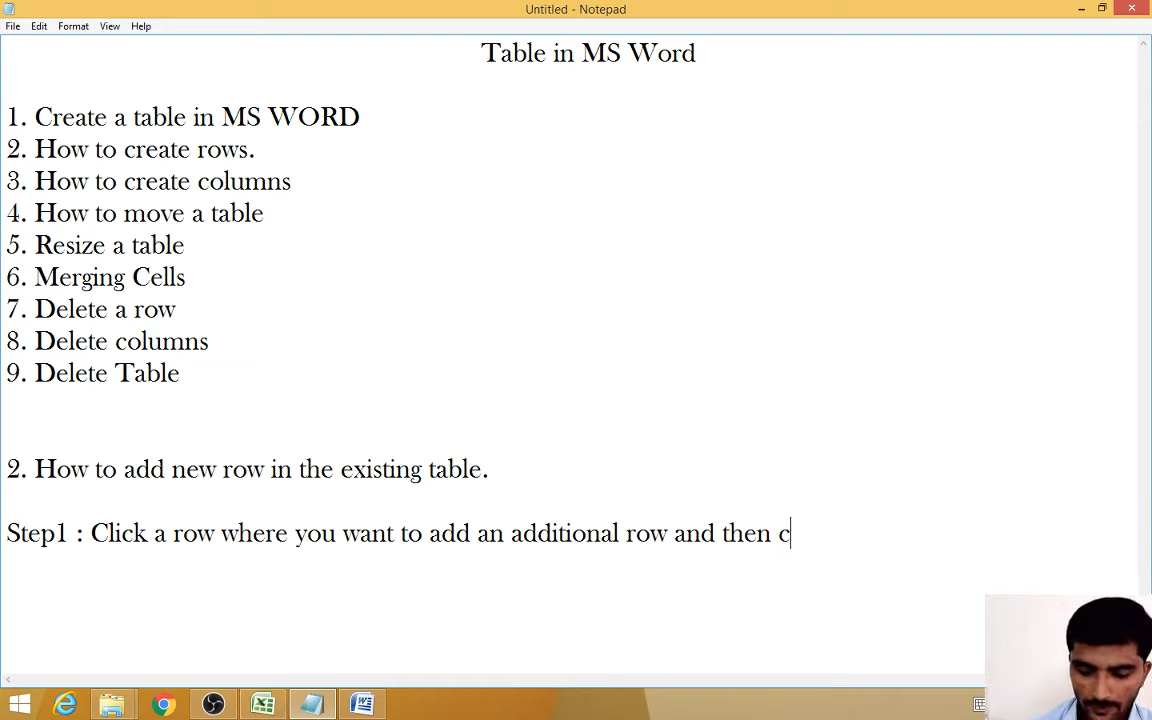 Untitled - Notepad
File Edit Format View Help
Table in MS Word
1. Create a table in MS WORD
2. How to create rows.
3. How to create columns
4. How to move a table
5. Resize a table
6. Merging Cells
7. Delete a row
8. Delete columns
9. Delete Table
2. How to add new row in the existing table.
Step1 : Click a row where you want to add an additional row and then c